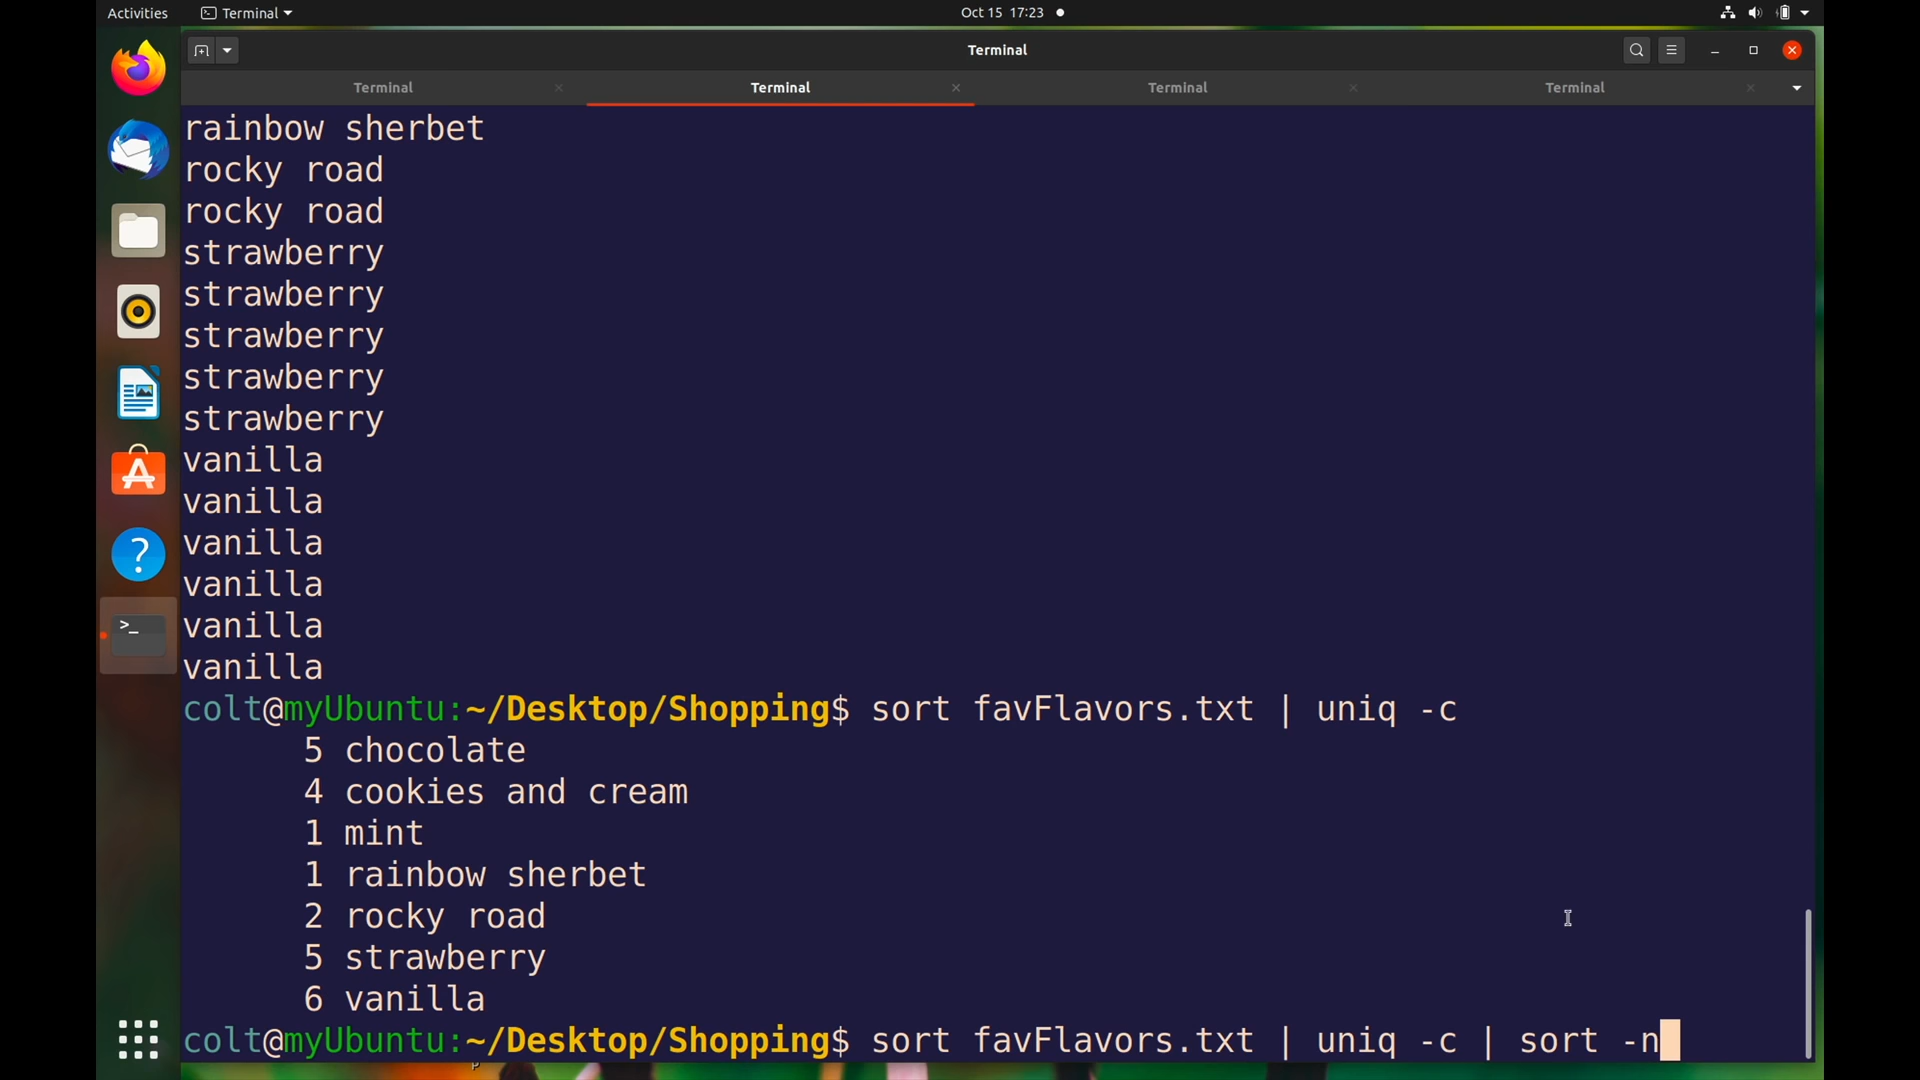 Activities Terminal Oct 15 17:23
Terminal
Terminal Terminal Terminal Terminal
rainbow sherbet
rocky road
rocky road
strawberry
strawberry
strawberry
strawberry
strawberry
vanilla
vanilla
vanilla
vanilla
vanilla
vanilla
colt@myUbuntu:~/Desktop/Shopping$ sort favFlavors.txt | uniq -c
5 chocolate
4 cookies and cream
1 mint
1 rainbow sherbet
2 rocky road
5 strawberry
6 vanilla
colt@myUbuntu:~/Desktop/Shopping$ sort favFlavors.txt | uniq -c | sort -n